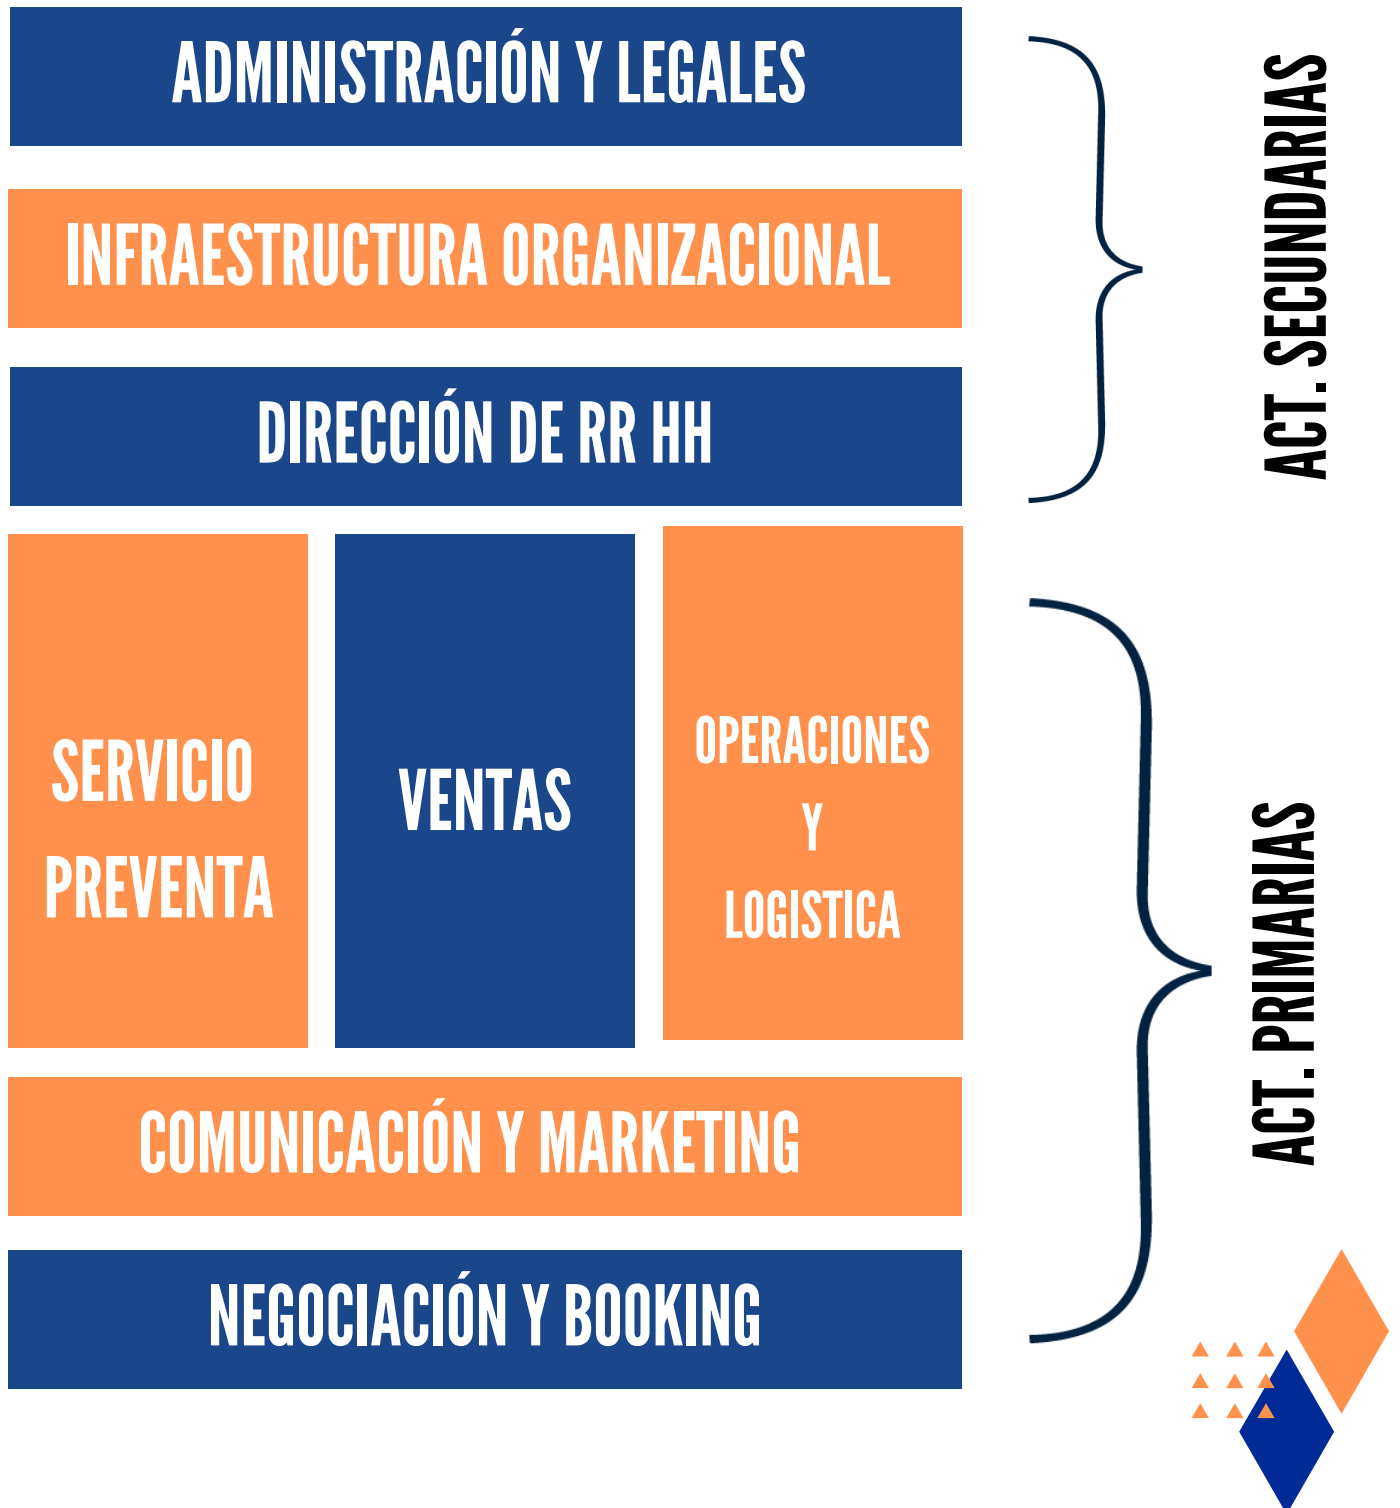 ADMINISTRACIÓN Y LEGALES
INFRAESTRUCTURA ORGANIZACIONAL
DIRECCIÓN DE RR HH
ACT. SECUNDARIAS
SERVICIO
PREVENTA
VENTAS
OPERACIONES
Y
LOGISTICA
COMUNICACIÓN Y MARKETING
NEGOCIACIÓN Y BOOKING
ACT. PRIMARIAS